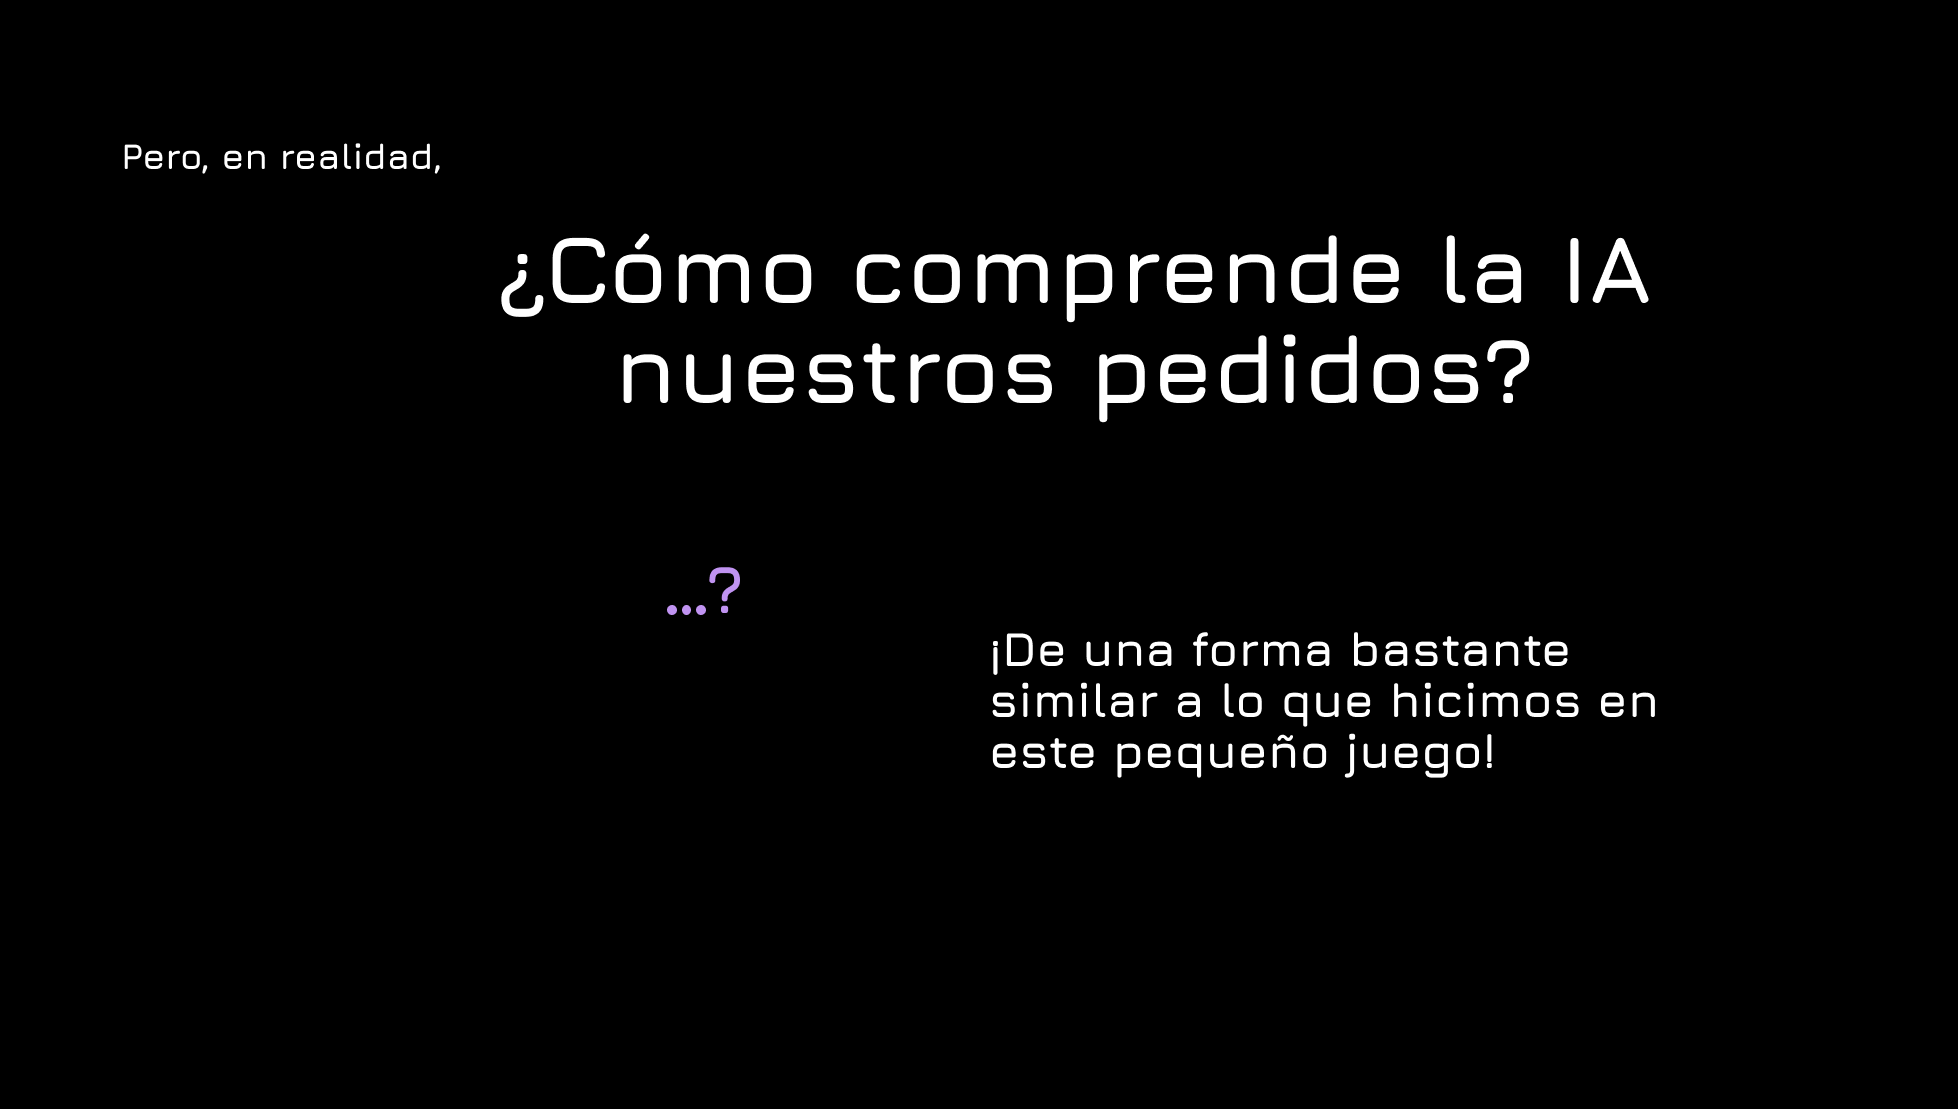 Pero, en realidad,
¿Cómo comprende la IA
nuestros pedidos?
...?
¡De una forma bastante
similar a lo que hicimos en
este pequeño juego!